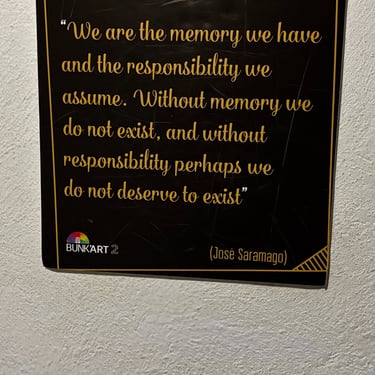 "We are the memory we have
and the responsibility we
assume. Without memory we
do not exist, and without
responsibility perhaps we
do not deserve to exist"
BUNK'ART 2
(José Saramago)